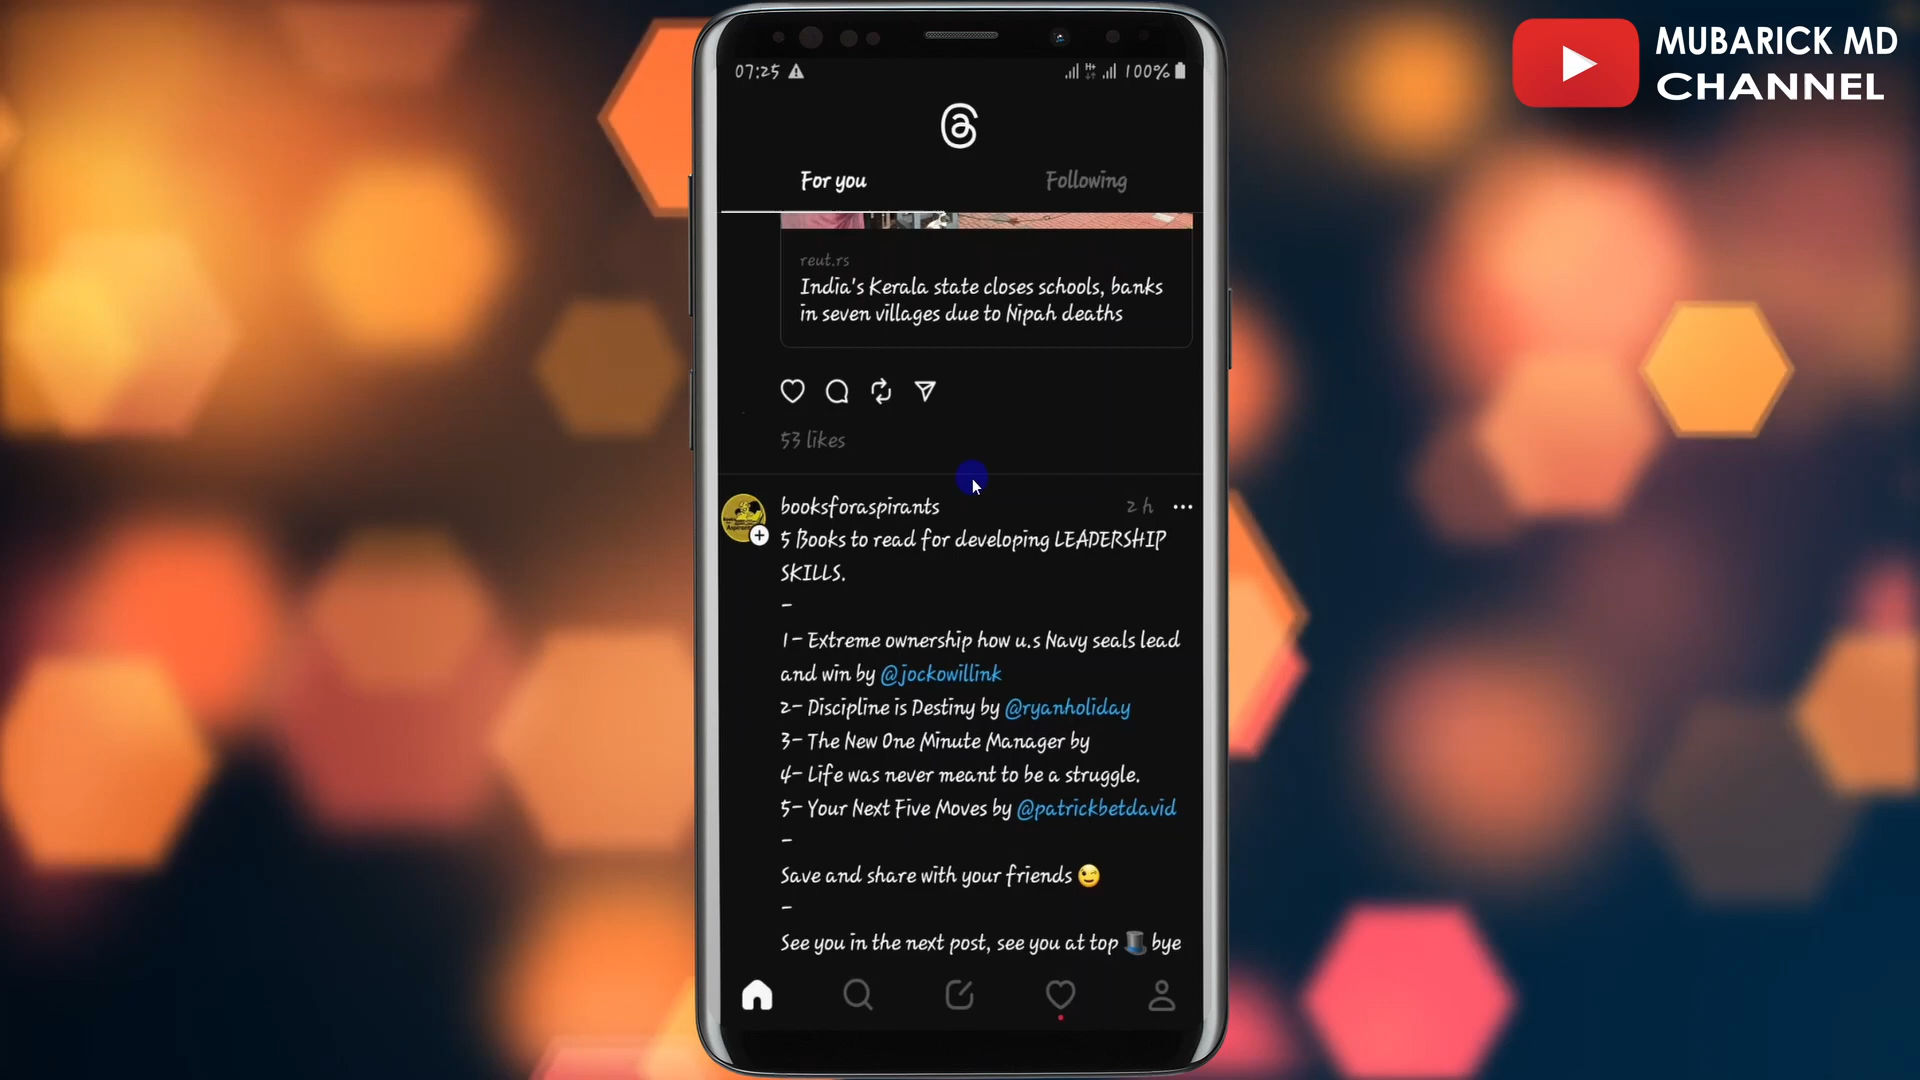 MUBARICK MD
CHANNEL
07:25
H+
100%
For you
Following
reut.rs
India's Kerala state closes schools, banks
in seven villages due to Nipah deaths
53 likes
booksforaspirants
2 h
5 Books to read for developing LEADERSHIP
SKILLS.
-
1- Extreme ownership how u.s Navy seals lead
and win by @jockowillink
2- Discipline is Destiny by @ryanholiday
3- The New One Minute Manager by
4- Life was never meant to be a struggle.
5- Your Next Five Moves by @patrickbetdavid
-
Save and share with your friends 😉
-
See you in the next post, see you at top 🎩 bye